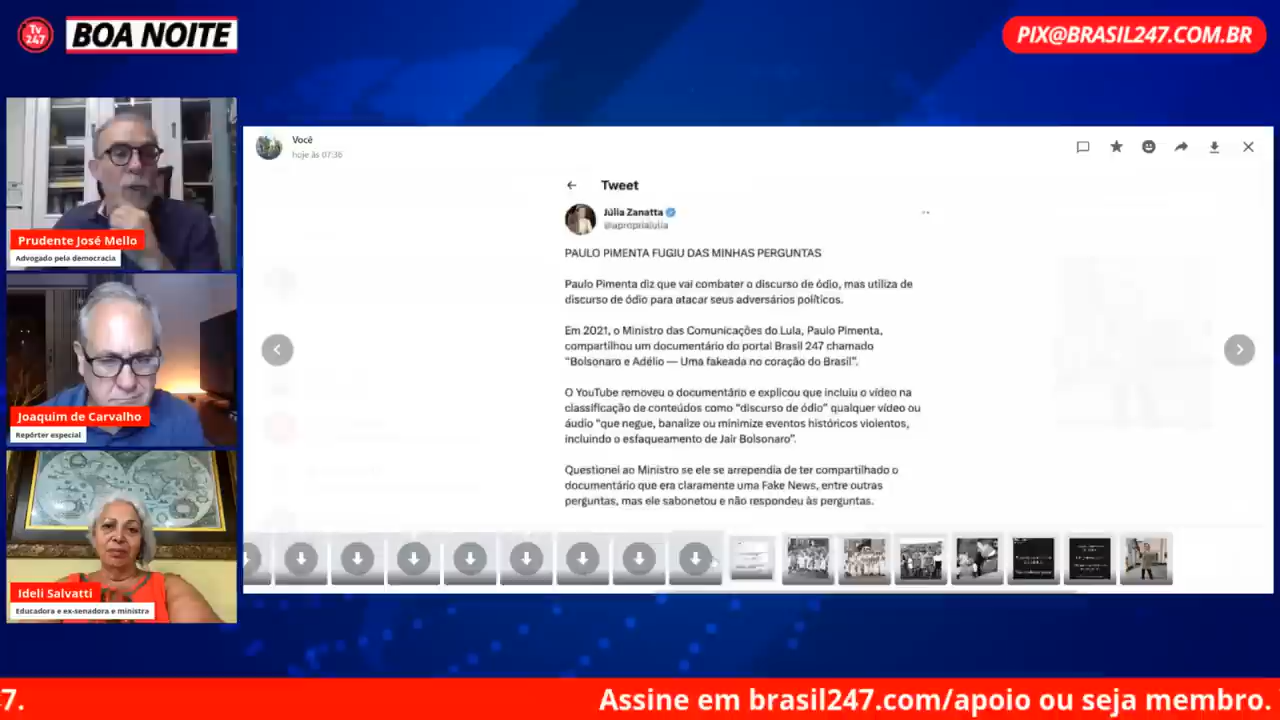 Tv 247
BOA NOITE
PIX@BRASIL247.COM.BR
Prudente José Mello
Advogado pela democracia
Joaquim de Carvalho
Repórter especial
Ideli Salvatti
Educadora e ex-senadora e ministra
Você
hoje às 07:36
Tweet
Júlia Zanatta
@apropriajulia
PAULO PIMENTA FUGIU DAS MINHAS PERGUNTAS
Paulo Pimenta diz que vai combater o discurso de ódio, mas utiliza de
discurso de ódio para atacar seus adversários políticos.
Em 2021, o Ministro das Comunicações do Lula, Paulo Pimenta,
compartilhou um documentário do portal Brasil 247 chamado
“Bolsonaro e Adélio — Uma fakeada no coração do Brasil”.
O YouTube removeu o documentário e explicou que incluiu o vídeo na
classificação de conteúdos como “discurso de ódio” qualquer vídeo ou
áudio “que negue, banalize ou minimize eventos históricos violentos,
incluindo o esfaqueamento de Jair Bolsonaro”.
Questionei ao Ministro se ele se arrependia de ter compartilhado o
documentário que era claramente uma Fake News, entre outras
perguntas, mas ele sabonetou e não respondeu às perguntas.
7.
Assine em brasil247.com/apoio ou seja membro.